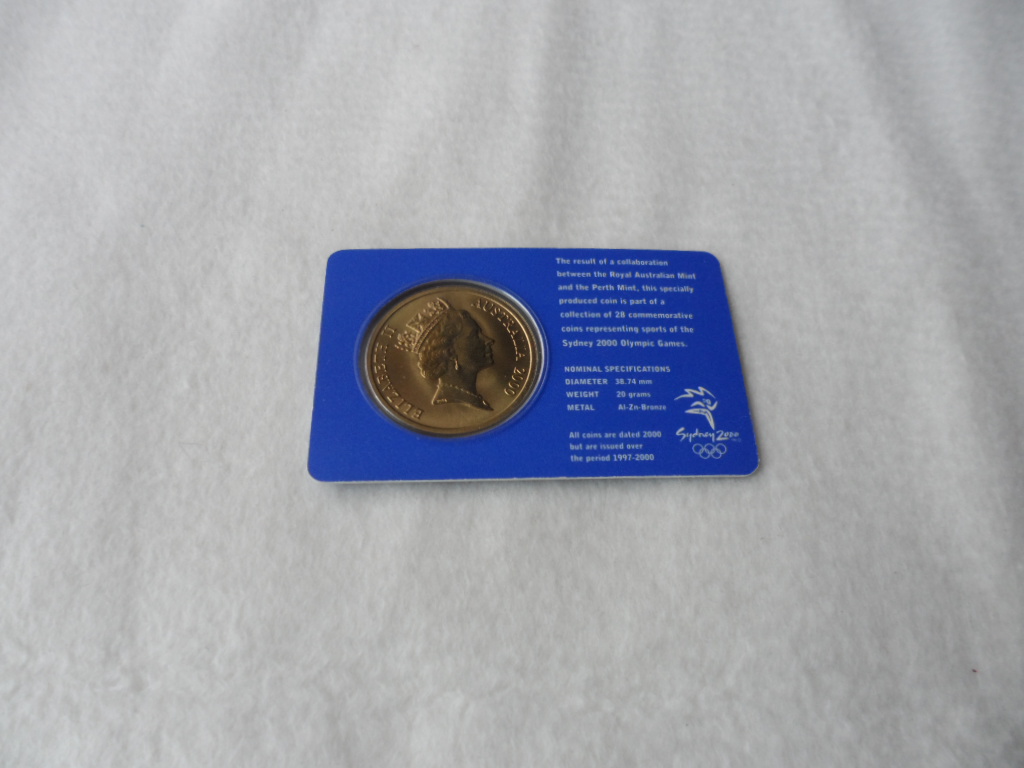 ELIZABETH II AUSTRALIA 2000
The result of a collaboration
between the Royal Australian Mint
and the Perth Mint, this specially
produced coin is part of a
collection of 28 commemorative
coins representing sports of the
Sydney 2000 Olympic Games.
NOMINAL SPECIFICATIONS
DIAMETER 38.74 mm
WEIGHT 20 grams
METAL Al-Zn-Bronze
All coins are dated 2000
but are issued over
the period 1997-2000
Sydney 2000